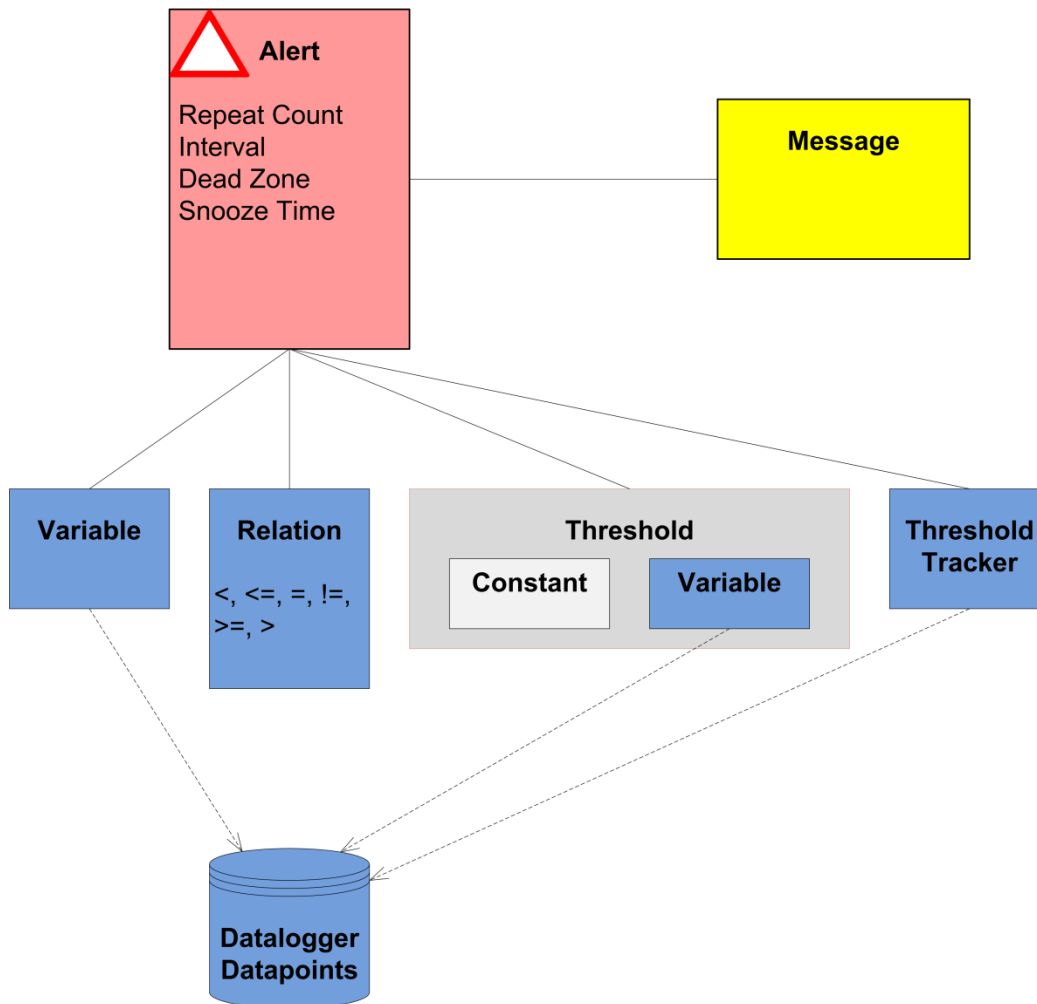 Alert
Repeat Count
Interval
Dead Zone
Snooze Time
Message
Variable
Relation
<, <=, =, !=,
>=, >
Threshold
Constant
Variable
Threshold
Tracker
Datalogger
Datapoints